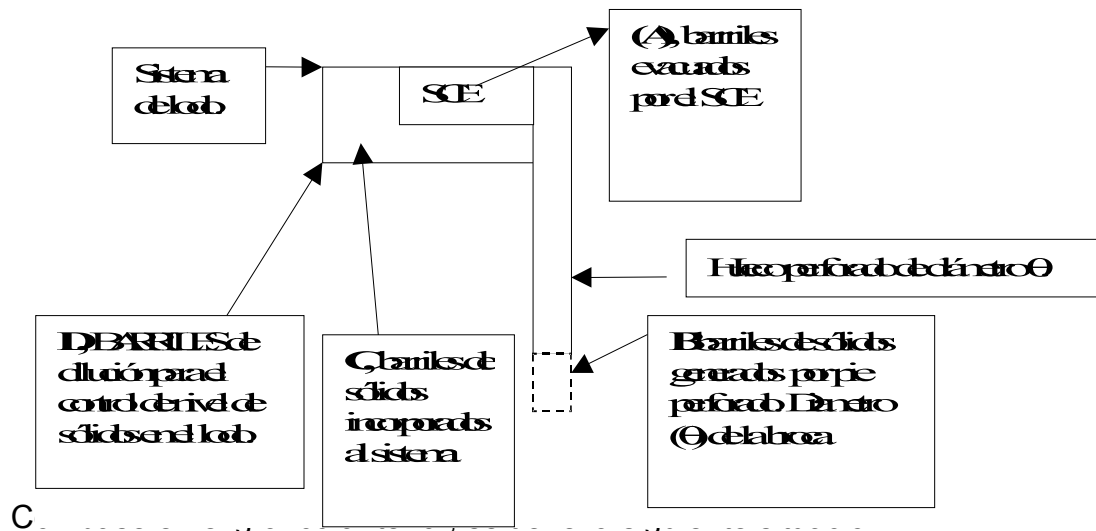 Sistema
de lodo.
SCE
(A), barriles
evacuados
por el SCE
Hueco perforado de diámetro Θ
D, BARRILES de
dilución para el
control de nivel de
sólidos en el lodo.
C, barriles de
sólidos
incorporados
al sistema
B barriles de sólidos
generados por pie
perforado. Diámetro
(Θ) de la broca
C